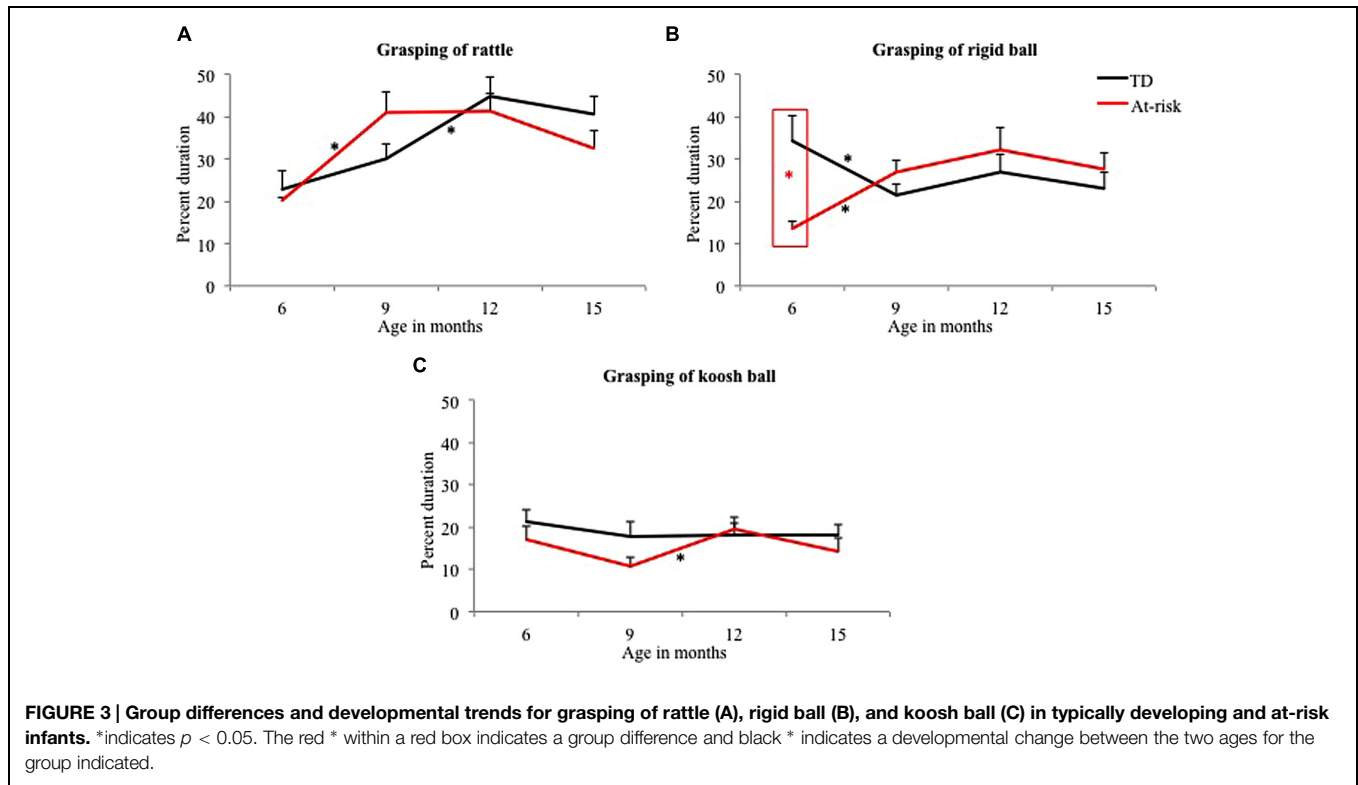 A
Grasping of rattle
50
40
30
20
10
0
Percent duration
*
*
6 9 12 15
Age in months
B
Grasping of rigid ball
TD
At-risk
50
40
30
20
10
0
Percent duration
*
*
*
6 9 12 15
Age in months
C
Grasping of koosh ball
50
40
30
20
10
0
Percent duration
*
6 9 12 15
Age in months
FIGURE 3 | Group differences and developmental trends for grasping of rattle (A), rigid ball (B), and koosh ball (C) in typically developing and at-risk
infants. *indicates p < 0.05. The red * within a red box indicates a group difference and black * indicates a developmental change between the two ages for the
group indicated.